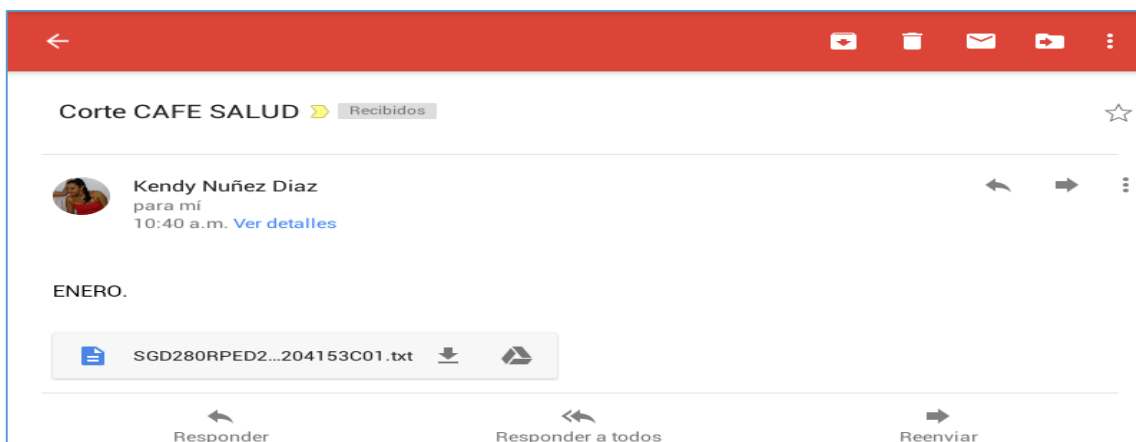 Corte CAFE SALUD Recibidos
Kendy Nuñez Diaz
para mí
10:40 a.m. Ver detalles
ENERO.
SGD280RPED2...204153C01.txt
Responder Responder a todos Reenviar